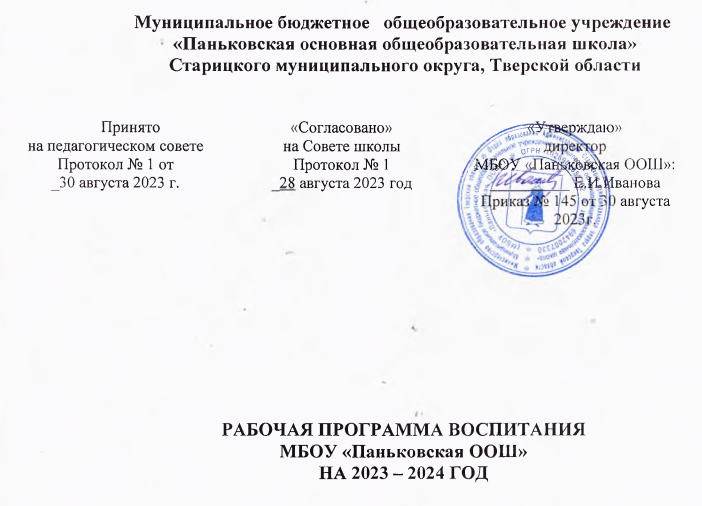 Муниципальное бюджетное общеобразовательное учреждение
«Паньковская основная общеобразовательная школа»
Старицкого муниципального округа, Тверской области
Принято
на педагогическом совете
Протокол № 1 от
_30 августа 2023 г.
«Согласовано»
на Совете школы
Протокол № 1
_28 августа 2023 год
«Утверждаю»
директор
МБОУ «Паньковская ООШ»:
Е.И.Иванова
Приказ № 145 от 30 августа
2023г.
РАБОЧАЯ ПРОГРАММА ВОСПИТАНИЯ
МБОУ «Паньковская ООШ»
НА 2023 – 2024 ГОД